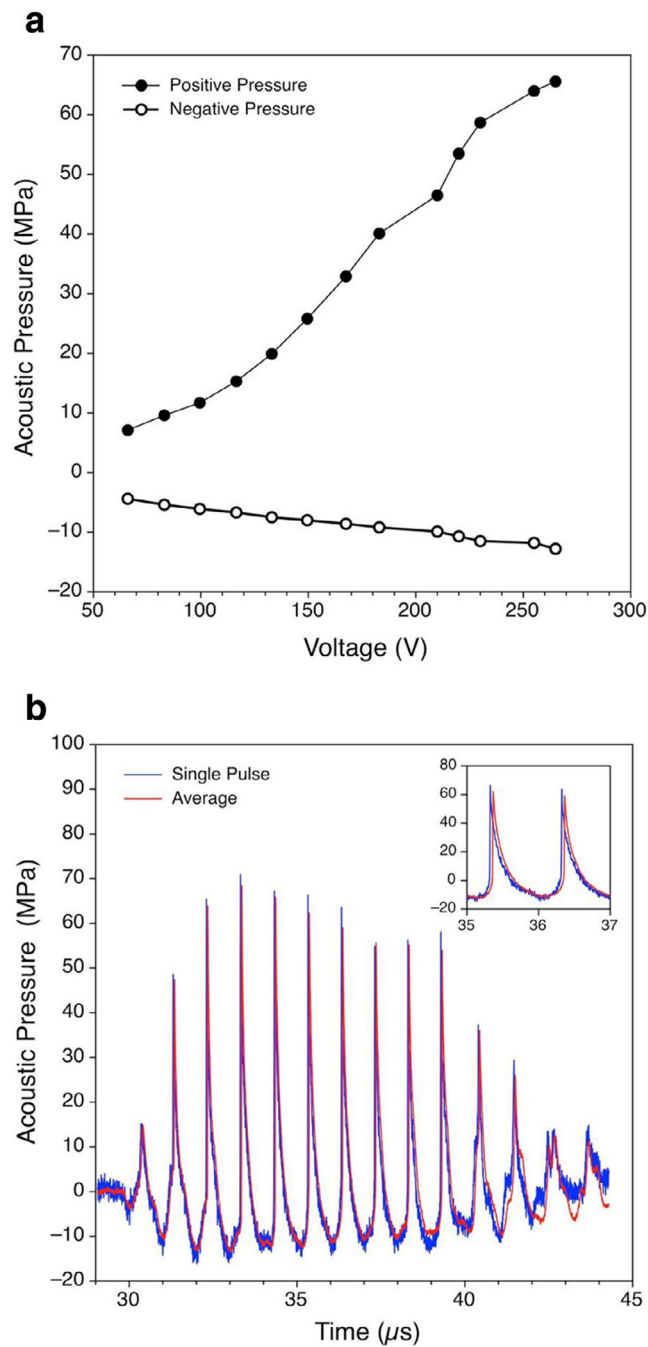 a
70
60
50
40
30
20
10
0
−10
−20
Acoustic Pressure (MPa)
Positive Pressure
Negative Pressure
50 100 150 200 250 300
Voltage (V)
b
100
90
80
70
60
50
40
30
20
10
0
−10
−20
Acoustic Pressure (MPa)
Single Pulse
Average
80
60
40
20
0
−20
35 36 37
30 35 40 45
Time (µs)